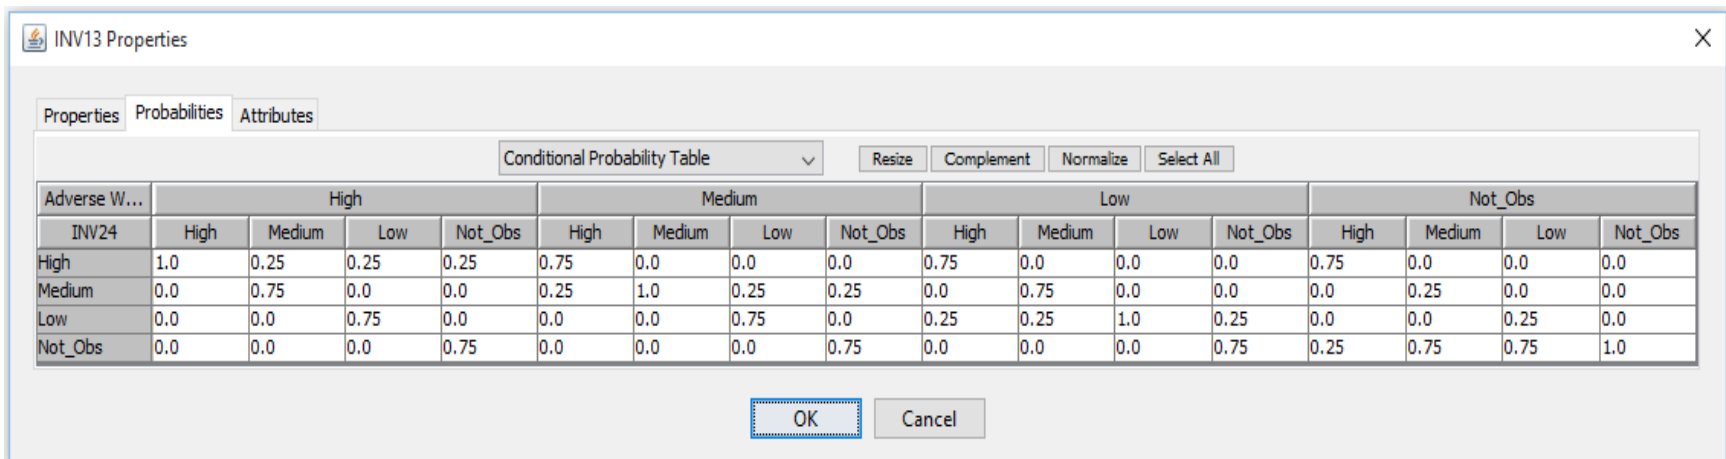 INV13 Properties
Properties Probabilities Attributes
Conditional Probability Table Resize Complement Normalize Select All
Adverse W... High Medium Low Not_Obs
INV24 High Medium Low Not_Obs High Medium Low Not_Obs High Medium Low Not_Obs High Medium Low Not_Obs
High 1.0 0.25 0.25 0.25 0.75 0.0 0.0 0.0 0.75 0.0 0.0 0.0 0.75 0.0 0.0 0.0
Medium 0.0 0.75 0.0 0.0 0.25 1.0 0.25 0.25 0.0 0.75 0.0 0.0 0.0 0.25 0.0 0.0
Low 0.0 0.0 0.75 0.0 0.0 0.0 0.75 0.0 0.25 0.25 1.0 0.25 0.0 0.0 0.25 0.0
Not_Obs 0.0 0.0 0.0 0.75 0.0 0.0 0.0 0.75 0.0 0.0 0.0 0.75 0.25 0.75 0.75 1.0
OK Cancel